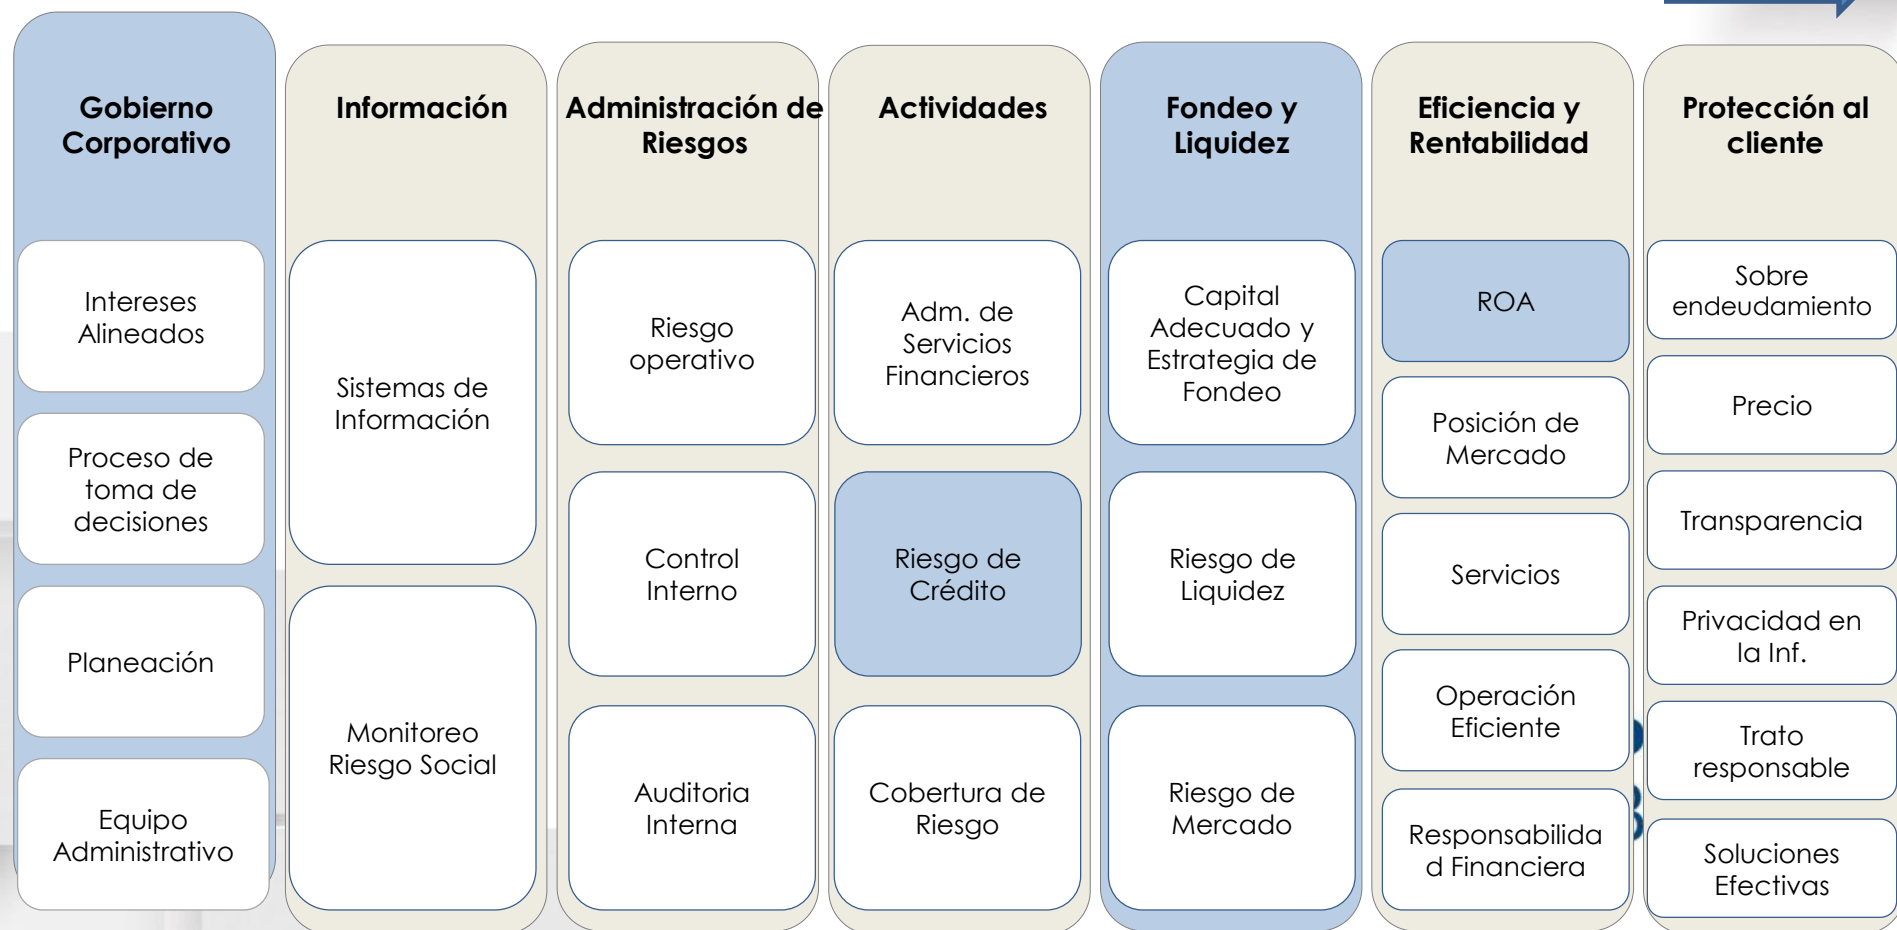 Gobierno
Corporativo
Intereses
Alineados
Proceso de
toma de
decisiones
Planeación
Equipo
Administrativo
Información
Sistemas de
Información
Monitoreo
Riesgo Social
Administración de
Riesgos
Riesgo
operativo
Control
Interno
Auditoria
Interna
Actividades
Adm. de
Servicios
Financieros
Riesgo de
Crédito
Cobertura de
Riesgo
Fondeo y
Liquidez
Capital
Adecuado y
Estrategia de
Fondeo
Riesgo de
Liquidez
Riesgo de
Mercado
Eficiencia y
Rentabilidad
ROA
Posición de
Mercado
Servicios
Operación
Eficiente
Responsabilida
d Financiera
Protección al
cliente
Sobre
endeudamiento
Precio
Transparencia
Privacidad en
la Inf.
Trato
responsable
Soluciones
Efectivas